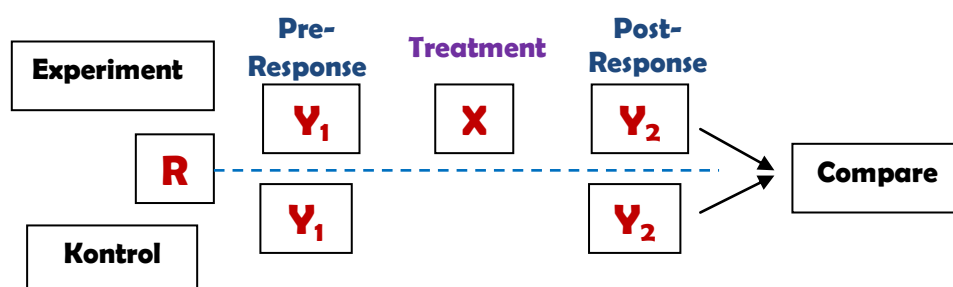 Pre-
Response
Treatment
Post-
Response
Experiment
Y₁
X
Y₂
R
Compare
Y₁
Y₂
Kontrol